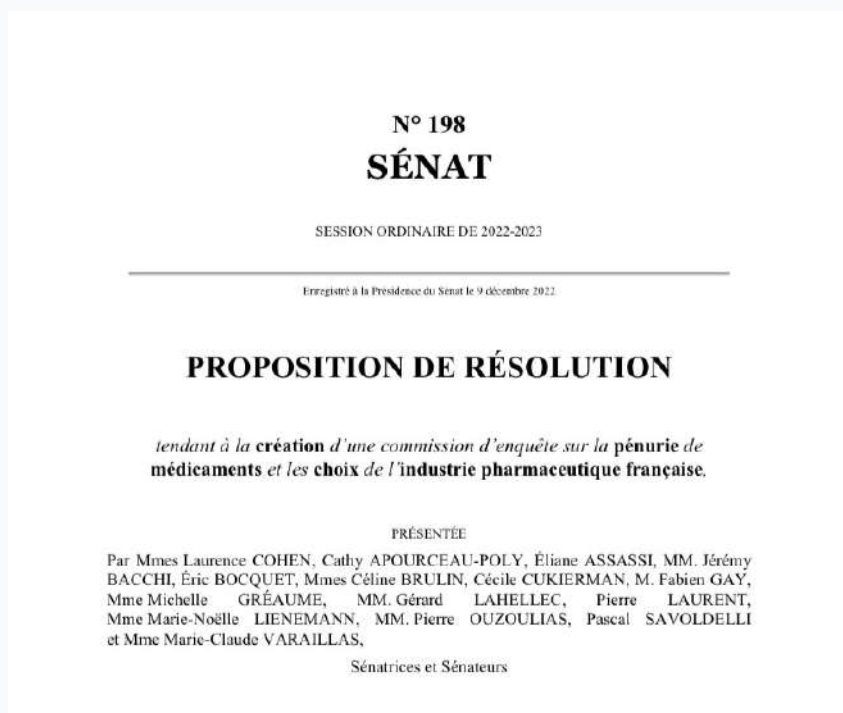 N° 198
SÉNAT
SESSION ORDINAIRE DE 2022-2023
Enregistré à la Présidence du Sénat le 9 décembre 2022
PROPOSITION DE RÉSOLUTION
tendant à la création d'une commission d'enquête sur la pénurie de
médicaments et les choix de l'industrie pharmaceutique française,
PRÉSENTÉE
Par Mmes Laurence COHEN, Cathy APOURCEAU-POLY, Éliane ASSASSI, MM. Jérémy
BACCHI, Éric BOCQUET, Mmes Céline BRULIN, Cécile CUKIERMAN, M. Fabien GAY,
Mme Michelle GRÉAUME, MM. Gérard LAHELLEC, Pierre LAURENT,
Mme Marie-Noëlle LIENEMANN, MM. Pierre OUZOULIAS, Pascal SAVOLDELLI
et Mme Marie-Claude VARAILLAS,
Sénatrices et Sénateurs